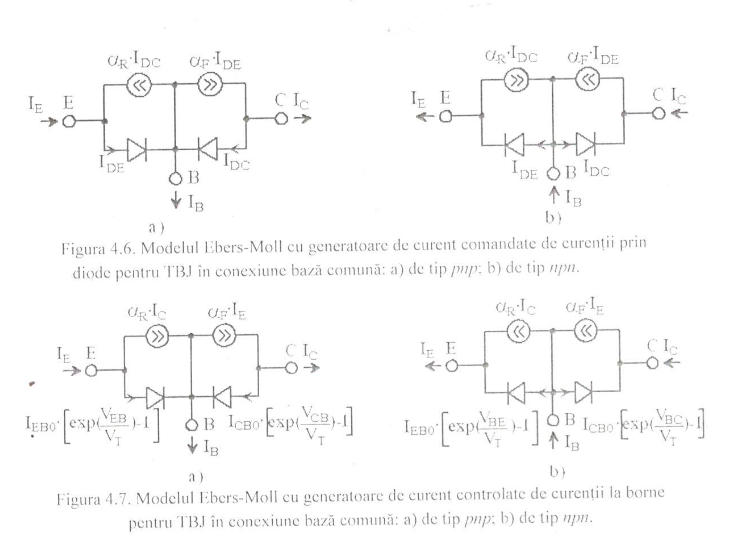 α_R·I_DC α_F·I_DE
I_E E C I_C
I_DE I_DC
B
I_B
a)
α_R·I_DC α_F·I_DE
I_E E C I_C
I_DE B I_DC
I_B
b)
Figura 4.6. Modelul Ebers-Moll cu generatoare de curent comandate de curenții prin
diode pentru TBJ în conexiune bază comună: a) de tip pnp; b) de tip npn.
α_R·I_C α_F·I_E
I_E E C I_C
I_EB0·[exp(V_EB/V_T)-1] B I_CB0·[exp(V_CB/V_T)-1]
I_B
a)
α_R·I_C α_F·I_E
I_E E C I_C
I_EB0·[exp(V_BE/V_T)-1] B I_CB0·[exp(V_BC/V_T)-1]
I_B
b)
Figura 4.7. Modelul Ebers-Moll cu generatoare de curent controlate de curenții la borne
pentru TBJ în conexiune bază comună: a) de tip pnp; b) de tip npn.